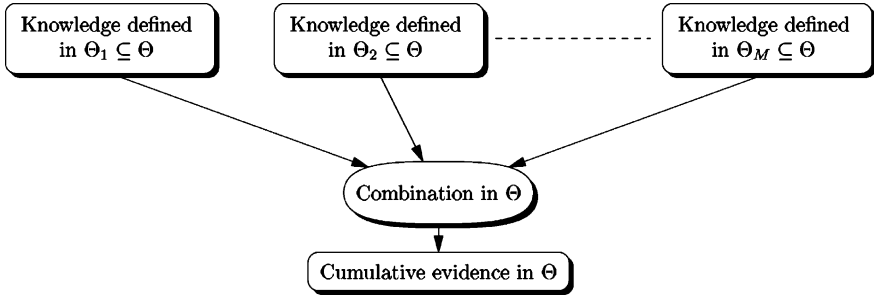 Knowledge defined
in Θ₁ ⊆ Θ
Knowledge defined
in Θ₂ ⊆ Θ
Knowledge defined
in Θ_M ⊆ Θ
Combination in Θ
Cumulative evidence in Θ